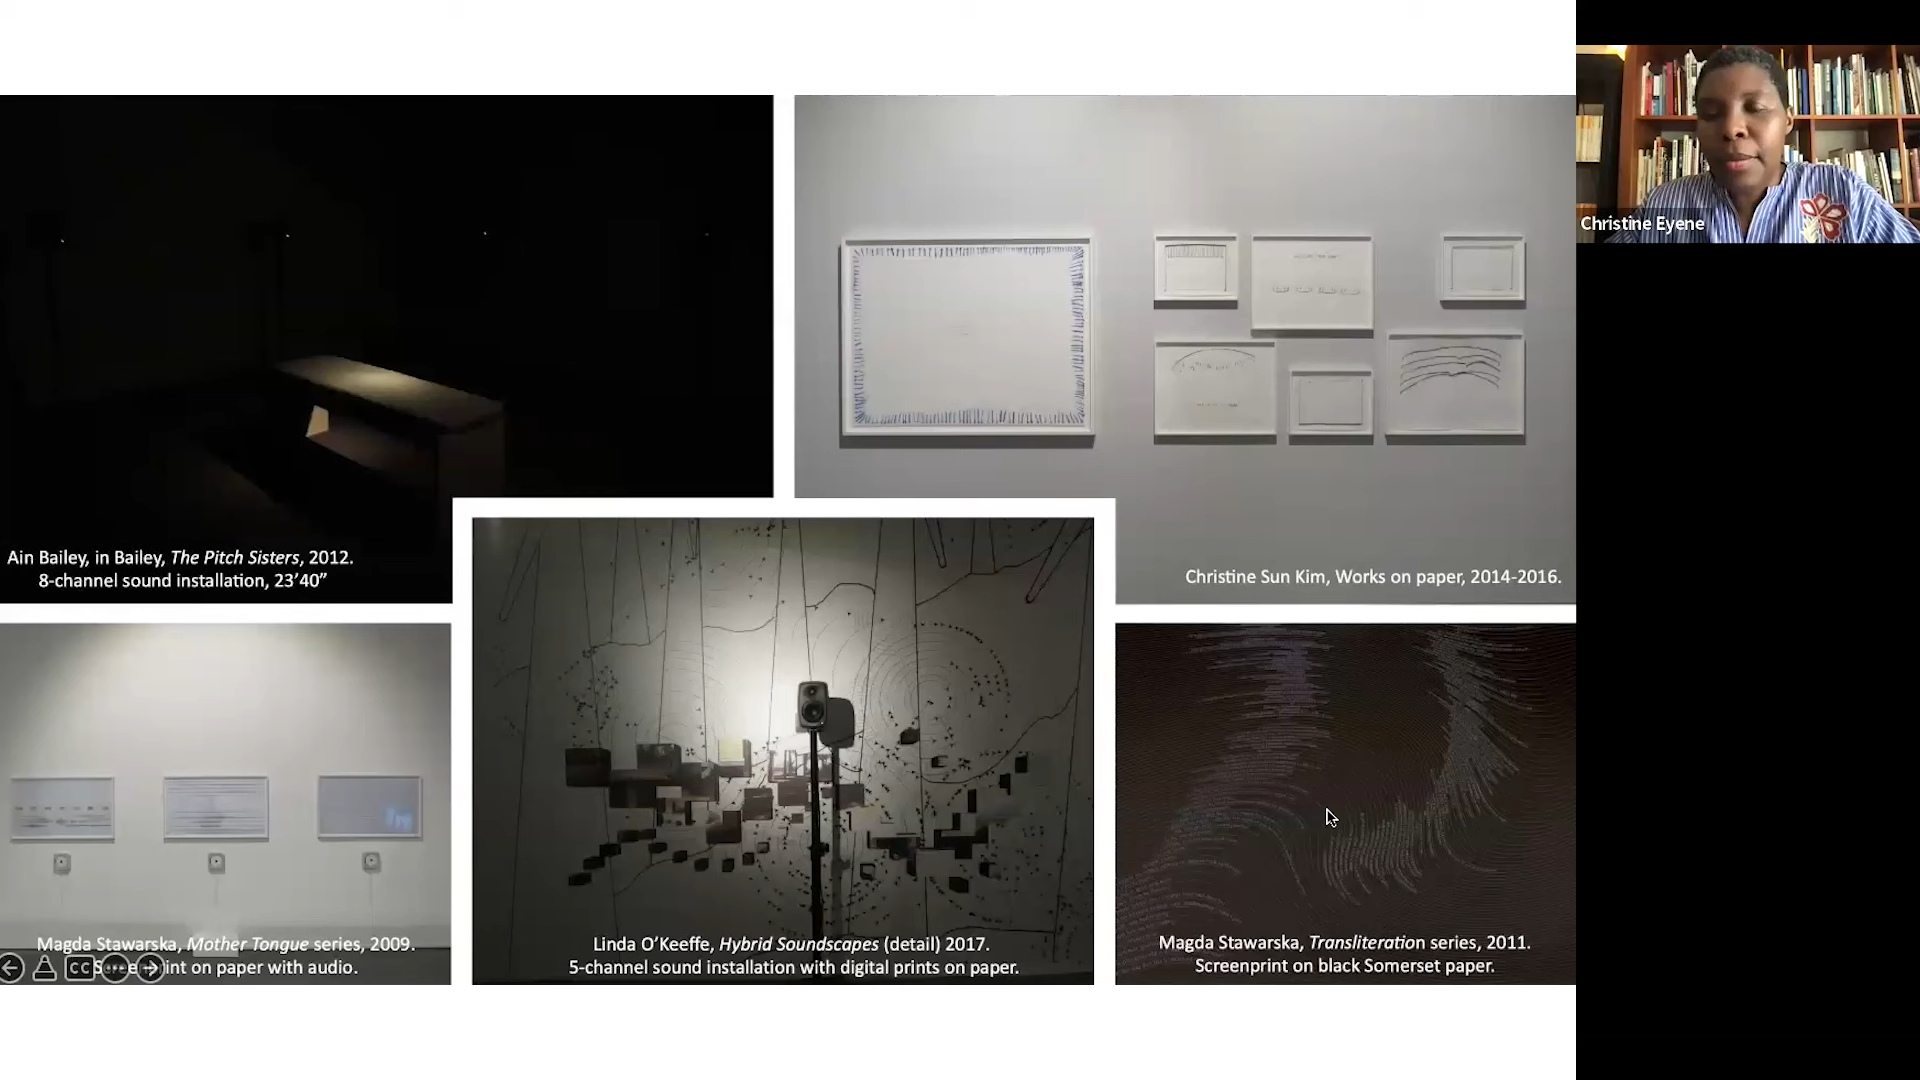 Christine Eyene
Ain Bailey, in Bailey, The Pitch Sisters, 2012.
8-channel sound installation, 23’40”
Christine Sun Kim, Works on paper, 2014-2016.
Magda Stawarska, Mother Tongue series, 2009.
int on paper with audio.
CC
Linda O’Keeffe, Hybrid Soundscapes (detail) 2017.
5-channel sound installation with digital prints on paper.
Magda Stawarska, Transliteration series, 2011.
Screenprint on black Somerset paper.